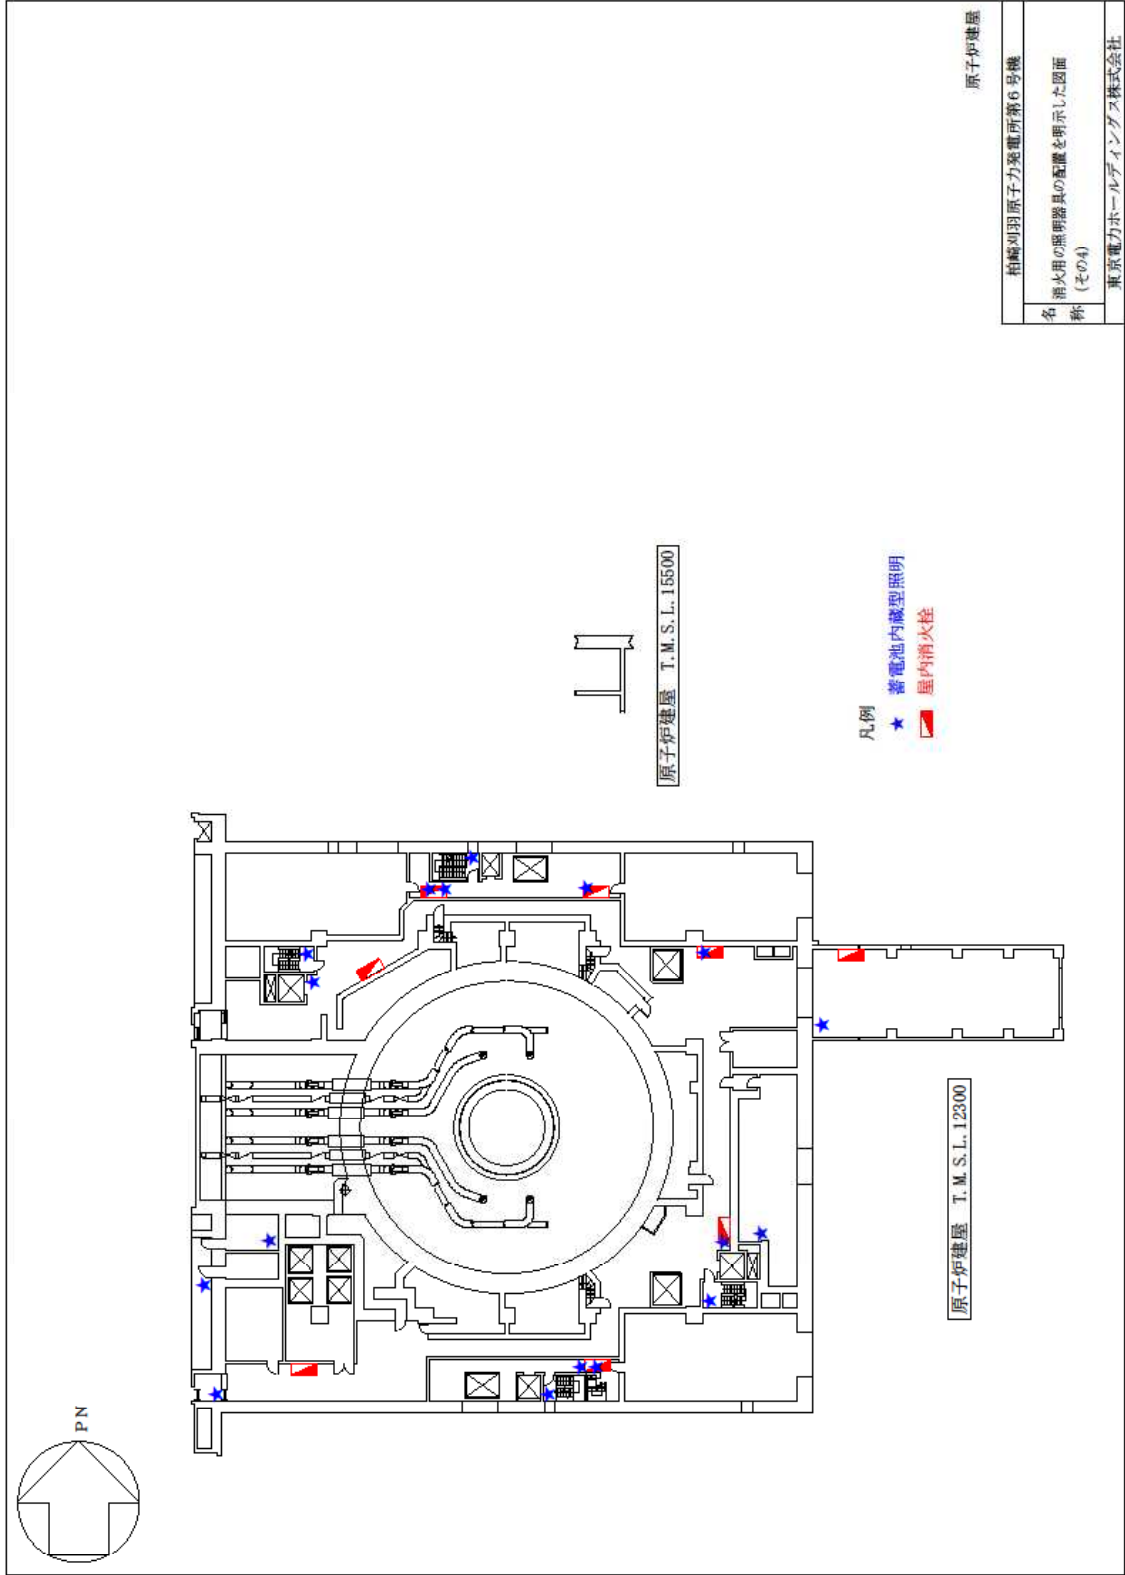 PN
原子炉建屋 T.M.S.L.12300
原子炉建屋 T.M.S.L.15500
凡例
★ 蓄電池内蔵型照明
屋内消火栓
原子炉建屋
柏崎刈羽原子力発電所第6号機
名称
消火用の照明器具の配置を明示した図面
(その4)
東京電力ホールディングス株式会社